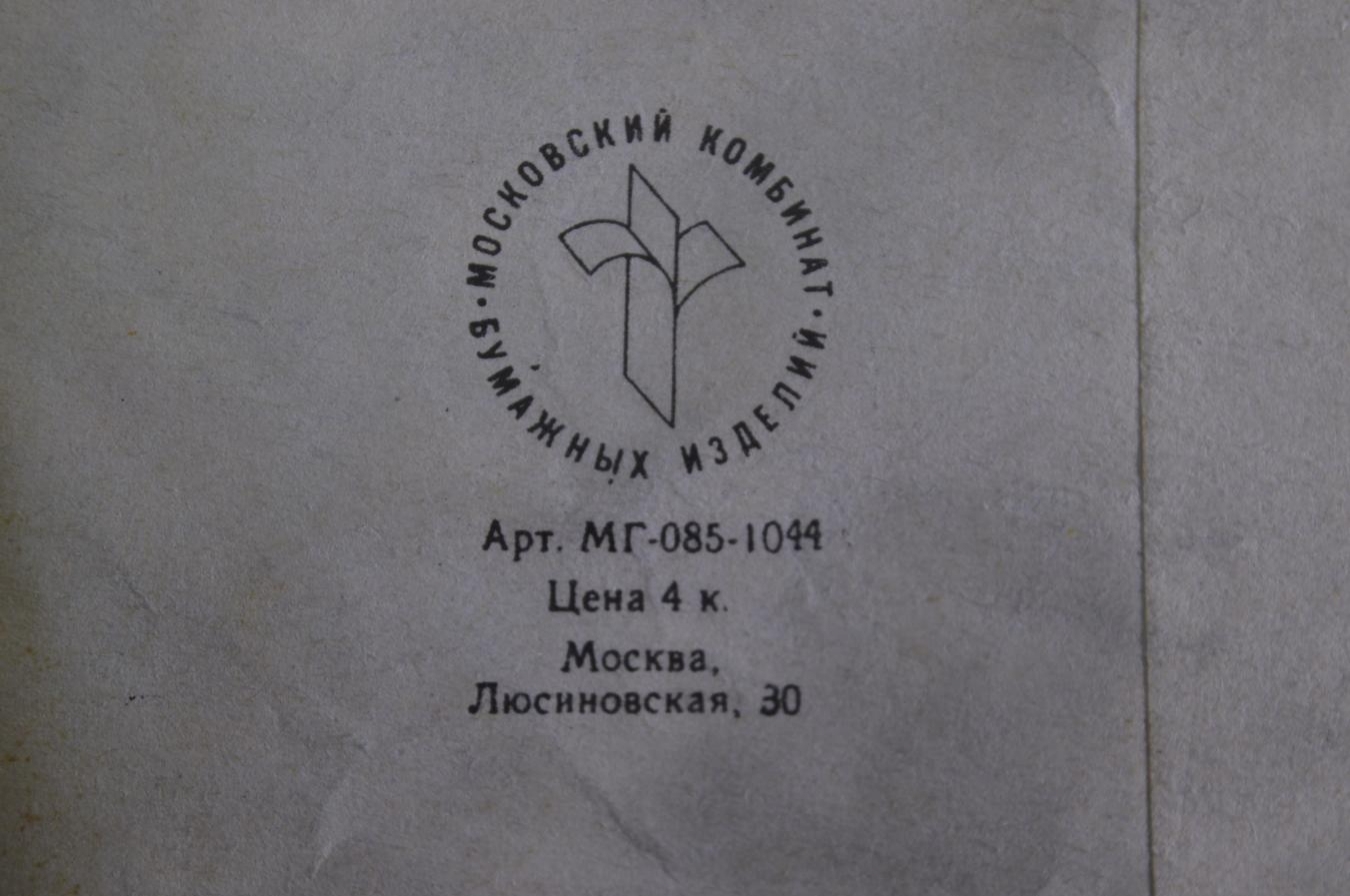 МОСКОВСКИЙ КОМБИНАТ
· БУМАЖНЫХ ИЗДЕЛИЙ ·
Арт. МГ-085-1044
Цена 4 к.
Москва,
Люсиновская, 30